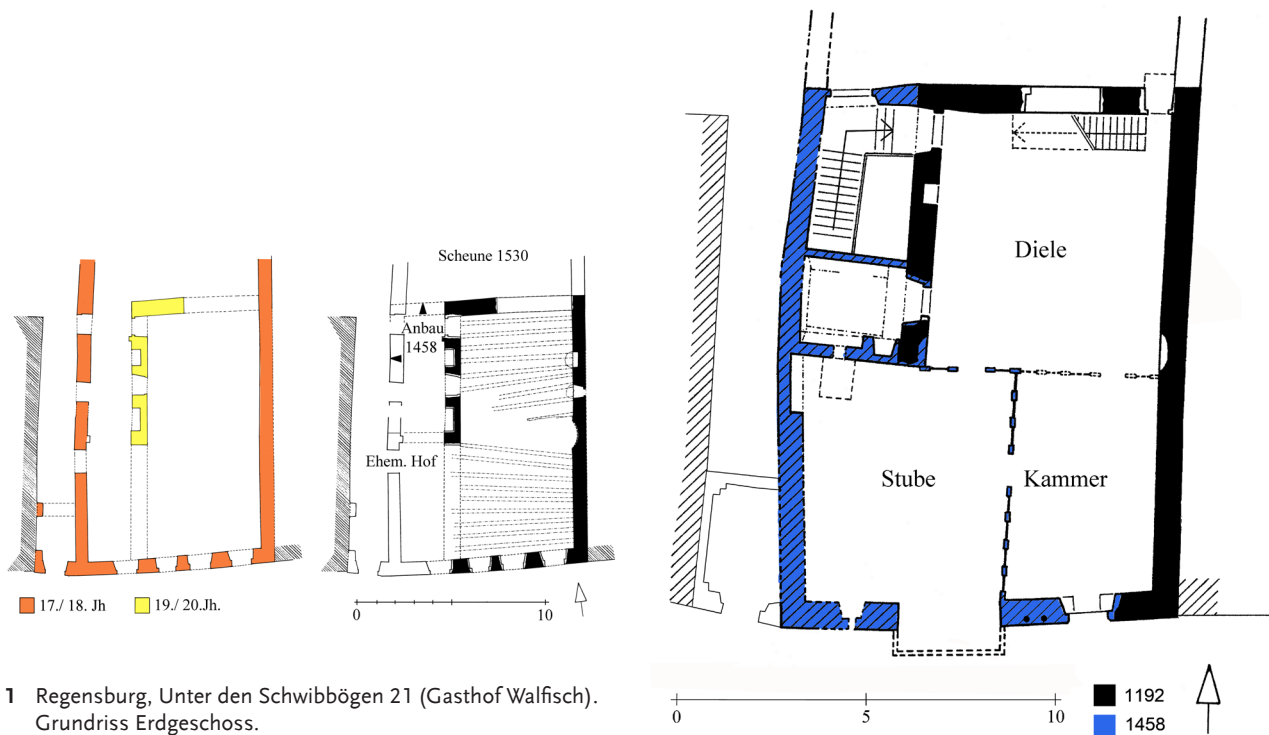 Scheune 1530
Anbau
1458
Ehem. Hof
17./ 18. Jh
19./ 20.Jh.
0
10
1 Regensburg, Unter den Schwibbögen 21 (Gasthof Walfisch).
Grundriss Erdgeschoss.
Diele
Stube
Kammer
0
5
10
1192
1458